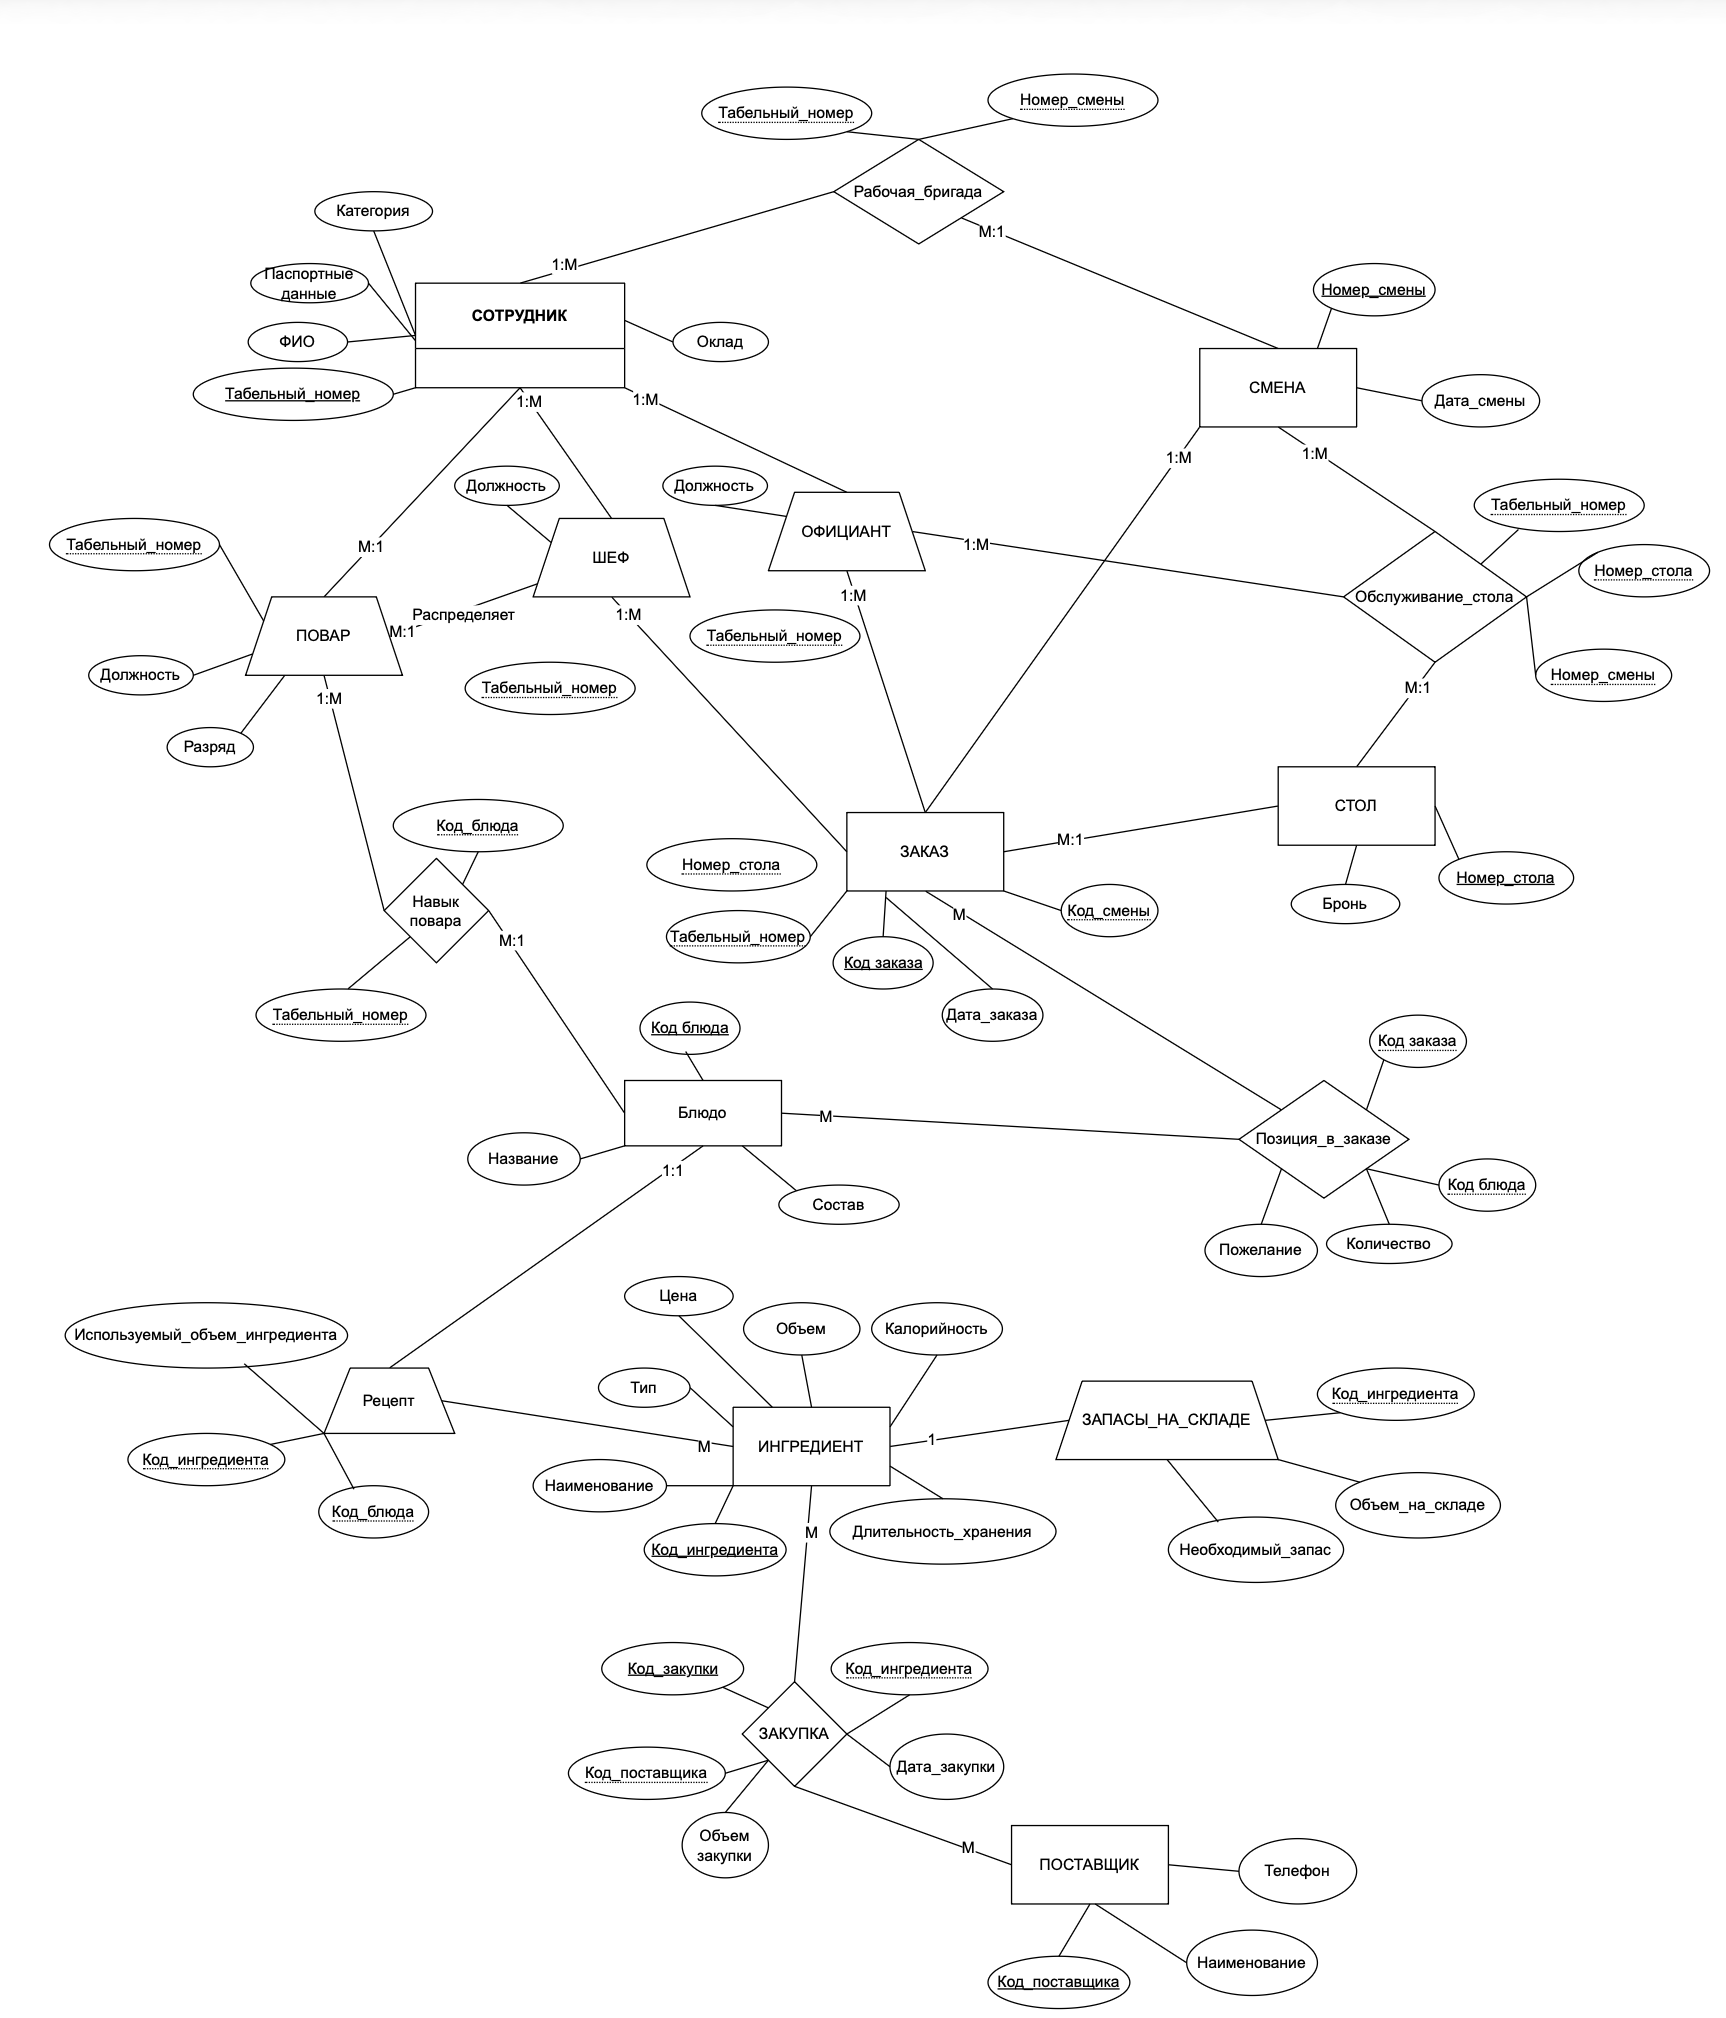 Табельный_номер
Номер_смены
Рабочая_бригада
М:1
1:М
Категория
Паспортные
данные
ФИО
Табельный_номер
СОТРУДНИК
Оклад
Номер_смены
СМЕНА
Дата_смены
1:М
1:М
1:М
1:М
Должность
Должность
Табельный_номер
Номер_стола
Обслуживание_стола
Номер_смены
Табельный_номер
М:1
ШЕФ
ОФИЦИАНТ
1:М
Распределяет
М:1
ПОВАР
1:М
1:М
Табельный_номер
Табельный_номер
Должность
Разряд
1:М
М:1
СТОЛ
Номер_стола
Бронь
Код_блюда
Навык
повара
М:1
Табельный_номер
Номер_стола
ЗАКАЗ
М:1
Табельный_номер
Код заказа
Дата_заказа
Код_смены
М
Код блюда
Блюдо
М
Название
Состав
1:1
Код заказа
Позиция_в_заказе
Код блюда
Пожелание
Количество
Цена
Объем
Калорийность
Используемый_объем_ингредиента
Тип
Рецепт
Код_ингредиента
Код_блюда
М
ИНГРЕДИЕНТ
1
ЗАПАСЫ_НА_СКЛАДЕ
Код_ингредиента
Наименование
Код_ингредиента
М
Длительность_хранения
Объем_на_складе
Необходимый_запас
Код_закупки
Код_ингредиента
ЗАКУПКА
Код_поставщика
Дата_закупки
Объем
закупки
М
ПОСТАВЩИК
Телефон
Код_поставщика
Наименование